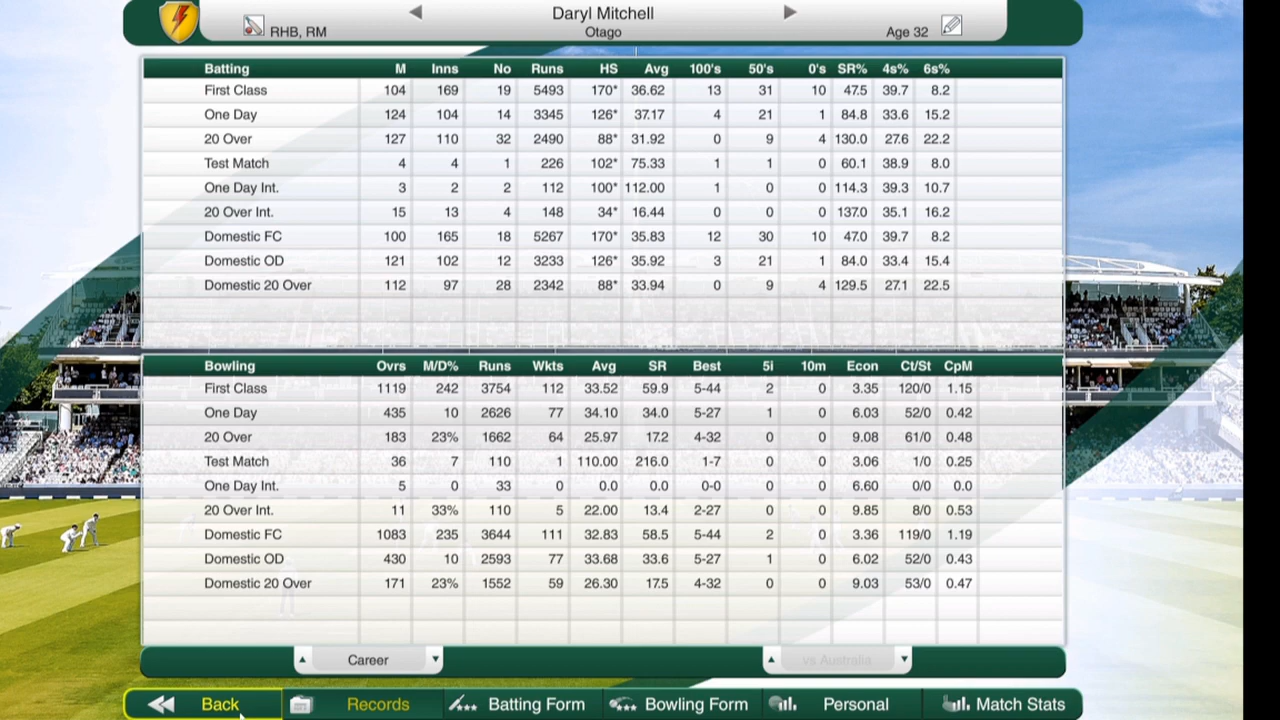 Daryl Mitchell
RHB, RM Otago Age 32
Batting M Inns No Runs HS Avg 100's 50's 0's SR% 4s% 6s%
First Class 104 169 19 5493 170* 36.62 13 31 10 47.5 39.7 8.2
One Day 124 104 14 3345 126* 37.17 4 21 1 84.8 33.6 15.2
20 Over 127 110 32 2490 88* 31.92 0 9 4 130.0 27.6 22.2
Test Match 4 4 1 226 102* 75.33 1 1 0 60.1 38.9 8.0
One Day Int. 3 2 2 112 100* 112.00 1 0 0 114.3 39.3 10.7
20 Over Int. 15 13 4 148 34* 16.44 0 0 0 137.0 35.1 16.2
Domestic FC 100 165 18 5267 170* 35.83 12 30 10 47.0 39.7 8.2
Domestic OD 121 102 12 3233 126* 35.92 3 21 1 84.0 33.4 15.4
Domestic 20 Over 112 97 28 2342 88* 33.94 0 9 4 129.5 27.1 22.5
Bowling Ovrs M/D% Runs Wkts Avg SR Best 5i 10m Econ Ct/St CpM
First Class 1119 242 3754 112 33.52 59.9 5-44 2 0 3.35 120/0 1.15
One Day 435 10 2626 77 34.10 34.0 5-27 1 0 6.03 52/0 0.42
20 Over 183 23% 1662 64 25.97 17.2 4-32 0 0 9.08 61/0 0.48
Test Match 36 7 110 1 110.00 216.0 1-7 0 0 3.06 1/0 0.25
One Day Int. 5 0 33 0 0.0 0.0 0-0 0 0 6.60 0/0 0.0
20 Over Int. 11 33% 110 5 22.00 13.4 2-27 0 0 9.85 8/0 0.53
Domestic FC 1083 235 3644 111 32.83 58.5 5-44 2 0 3.36 119/0 1.19
Domestic OD 430 10 2593 77 33.68 33.6 5-27 1 0 6.02 52/0 0.43
Domestic 20 Over 171 23% 1552 59 26.30 17.5 4-32 0 0 9.03 53/0 0.47
Career vs Australia
Back Records Batting Form Bowling Form Personal Match Stats